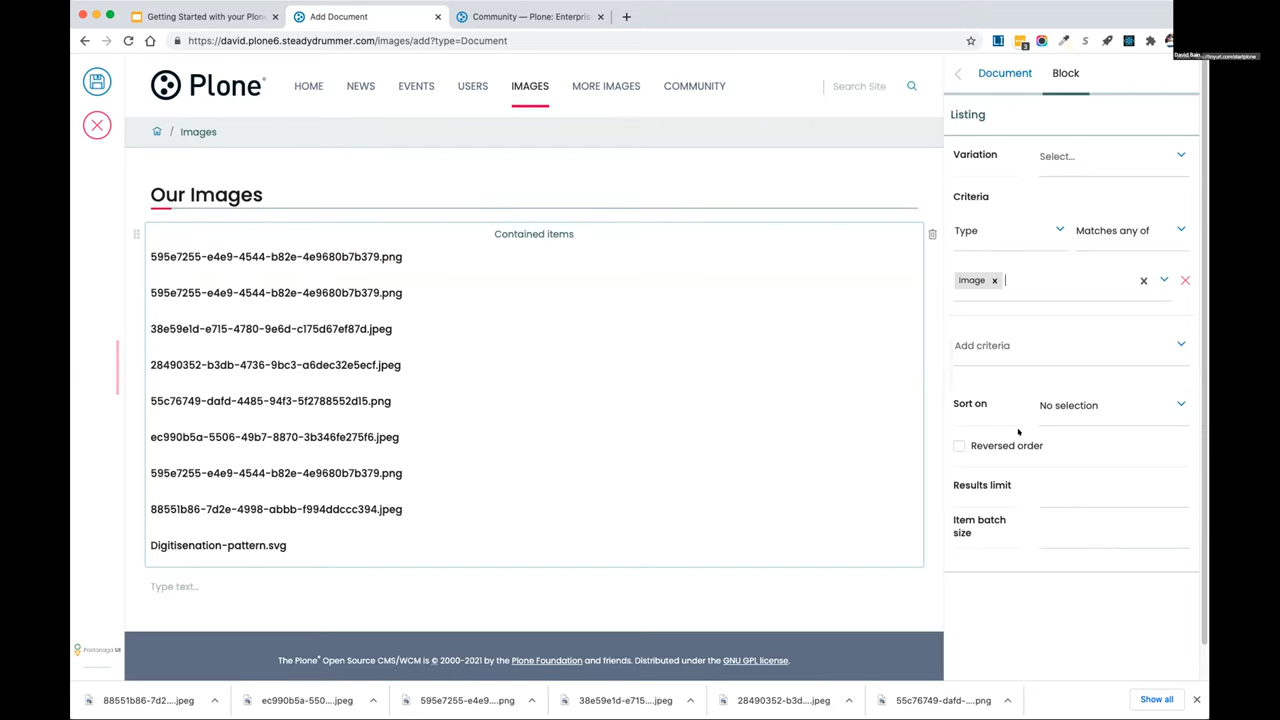 Getting Started with your Plon
Add Document
Community — Plone: Enterpris
https://david.plone6.steadydrummer.com/images/add?type=Document
3
S
David Bain
Plone
HOME
NEWS
EVENTS
USERS
IMAGES
MORE IMAGES
COMMUNITY
Search Site
Document
Block
/ Images
Listing
Variation
Select...
Criteria
Our Images
Type
Matches any of
Contained items
595e7255-e4e9-4544-b82e-4e9680b7b379.png
Image x
595e7255-e4e9-4544-b82e-4e9680b7b379.png
38e59e1d-e715-4780-9e6d-c175d67ef87d.jpeg
Add criteria
28490352-b3db-4736-9bc3-a6dec32e5ecf.jpeg
55c76749-dafd-4485-94f3-5f2788552d15.png
Sort on
No selection
ec990b5a-5506-49b7-8870-3b346fe275f6.jpeg
Reversed order
595e7255-e4e9-4544-b82e-4e9680b7b379.png
Results limit
88551b86-7d2e-4998-abbb-f994ddccc394.jpeg
Item batch
size
Digitisenation-pattern.svg
Type text...
Pastanaga UI
The Plone® Open Source CMS/WCM is © 2000-2021 by the Plone Foundation and friends. Distributed under the GNU GPL license.
88551b86-7d2....jpeg
ec990b5a-550....jpeg
595e7255-e4e9....png
38e59e1d-e715....jpeg
28490352-b3d....jpeg
55c76749-dafd-....png
Show all